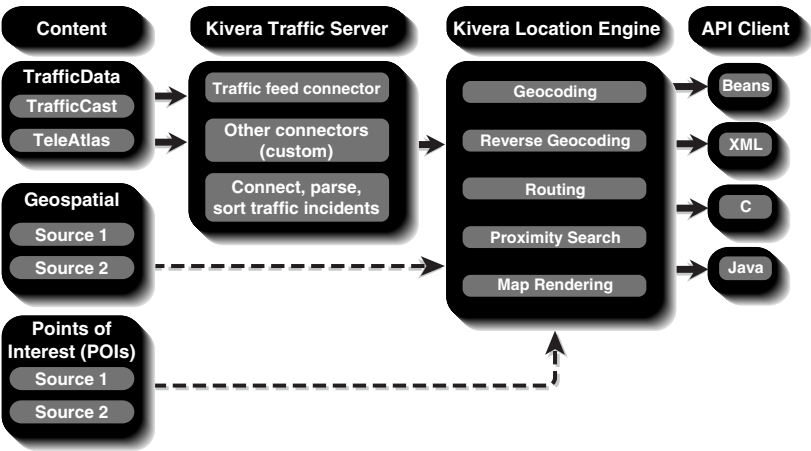 Content
Kivera Traffic Server
Kivera Location Engine
API Client
TrafficData
TrafficCast
TeleAtlas
Geospatial
Source 1
Source 2
Points of
Interest (POIs)
Source 1
Source 2
Traffic feed connector
Other connectors
(custom)
Connect, parse,
sort traffic incidents
Geocoding
Reverse Geocoding
Routing
Proximity Search
Map Rendering
Beans
XML
C
Java